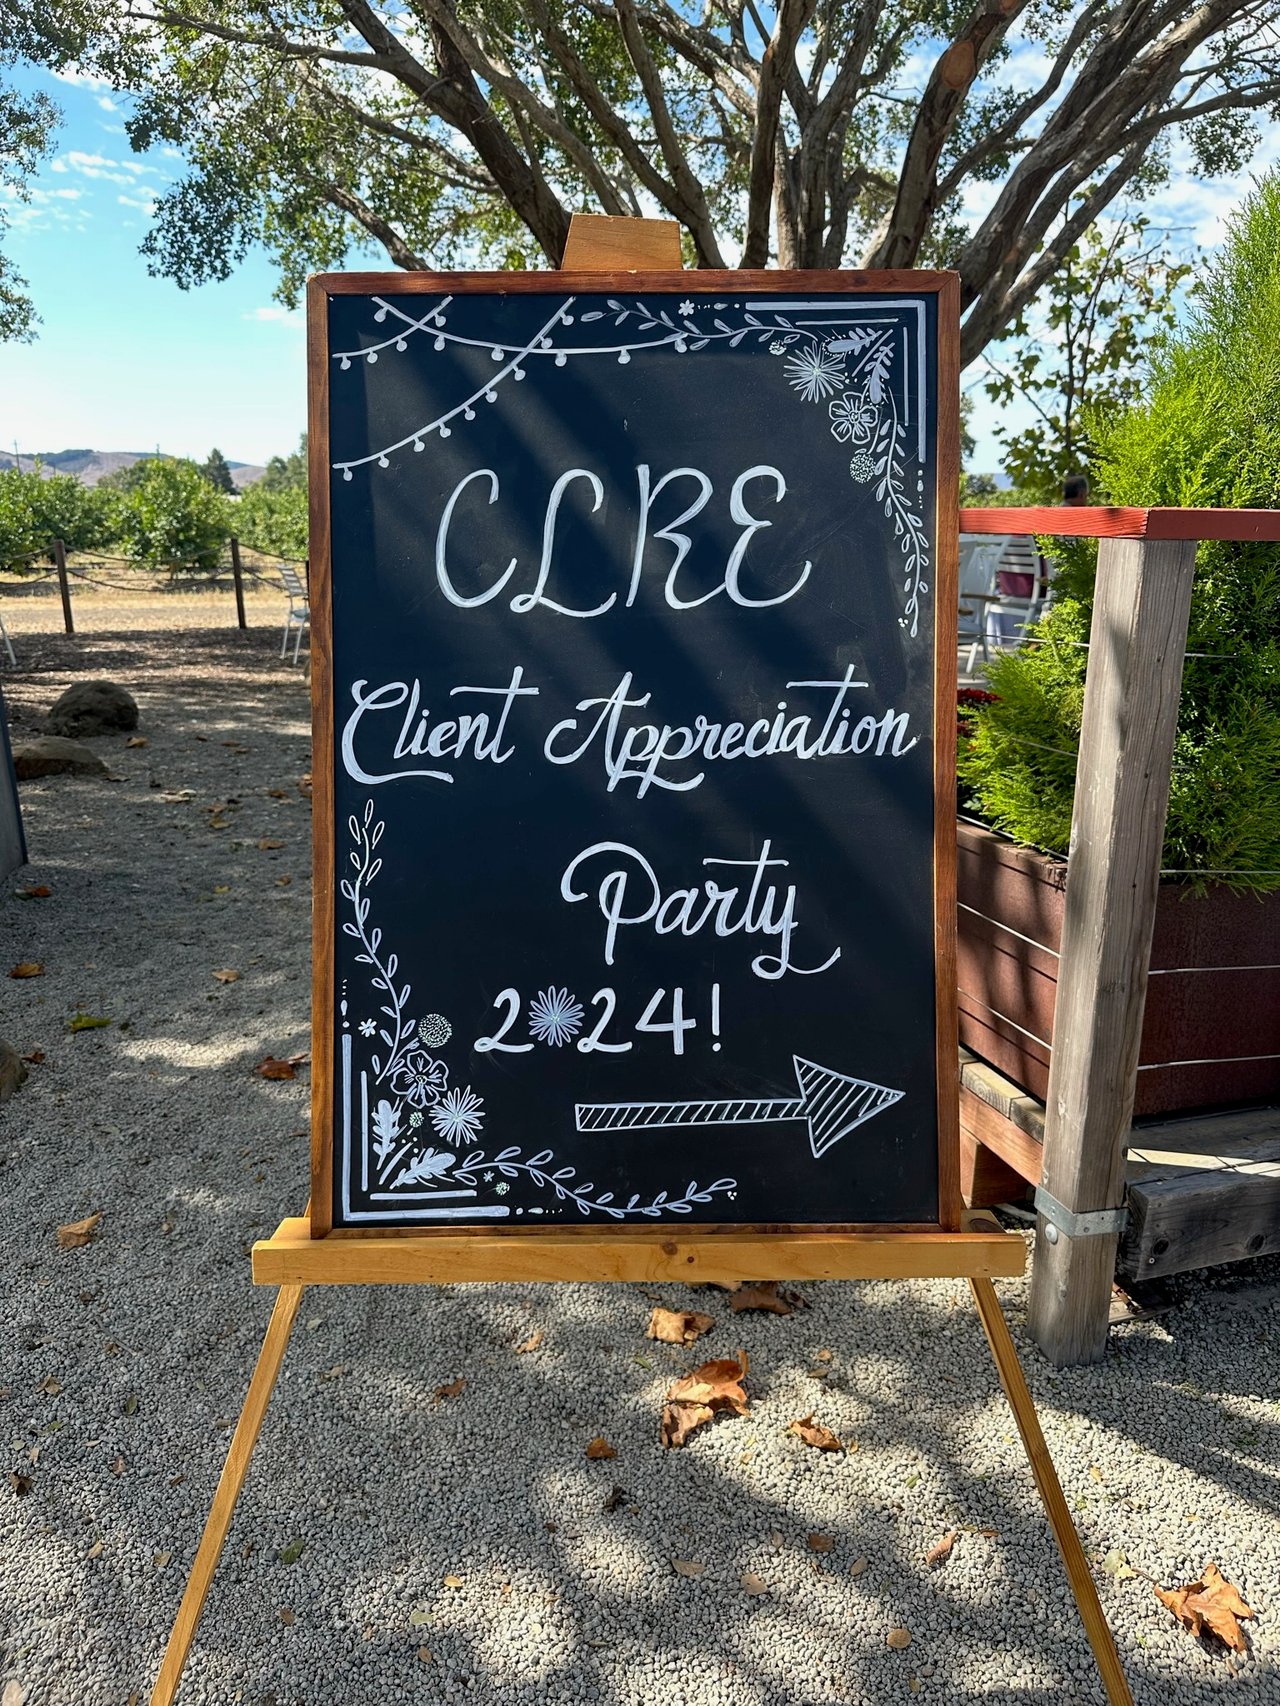 CLRE
Client Appreciation
Party
2024!